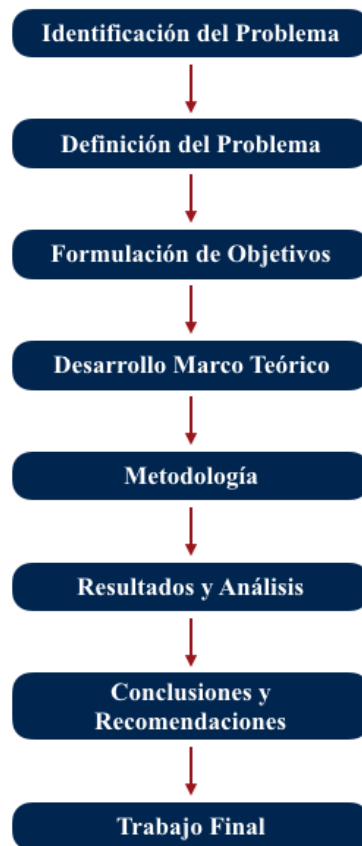 Identificación del Problema
Definición del Problema
Formulación de Objetivos
Desarrollo Marco Teórico
Metodología
Resultados y Análisis
Conclusiones y
Recomendaciones
Trabajo Final